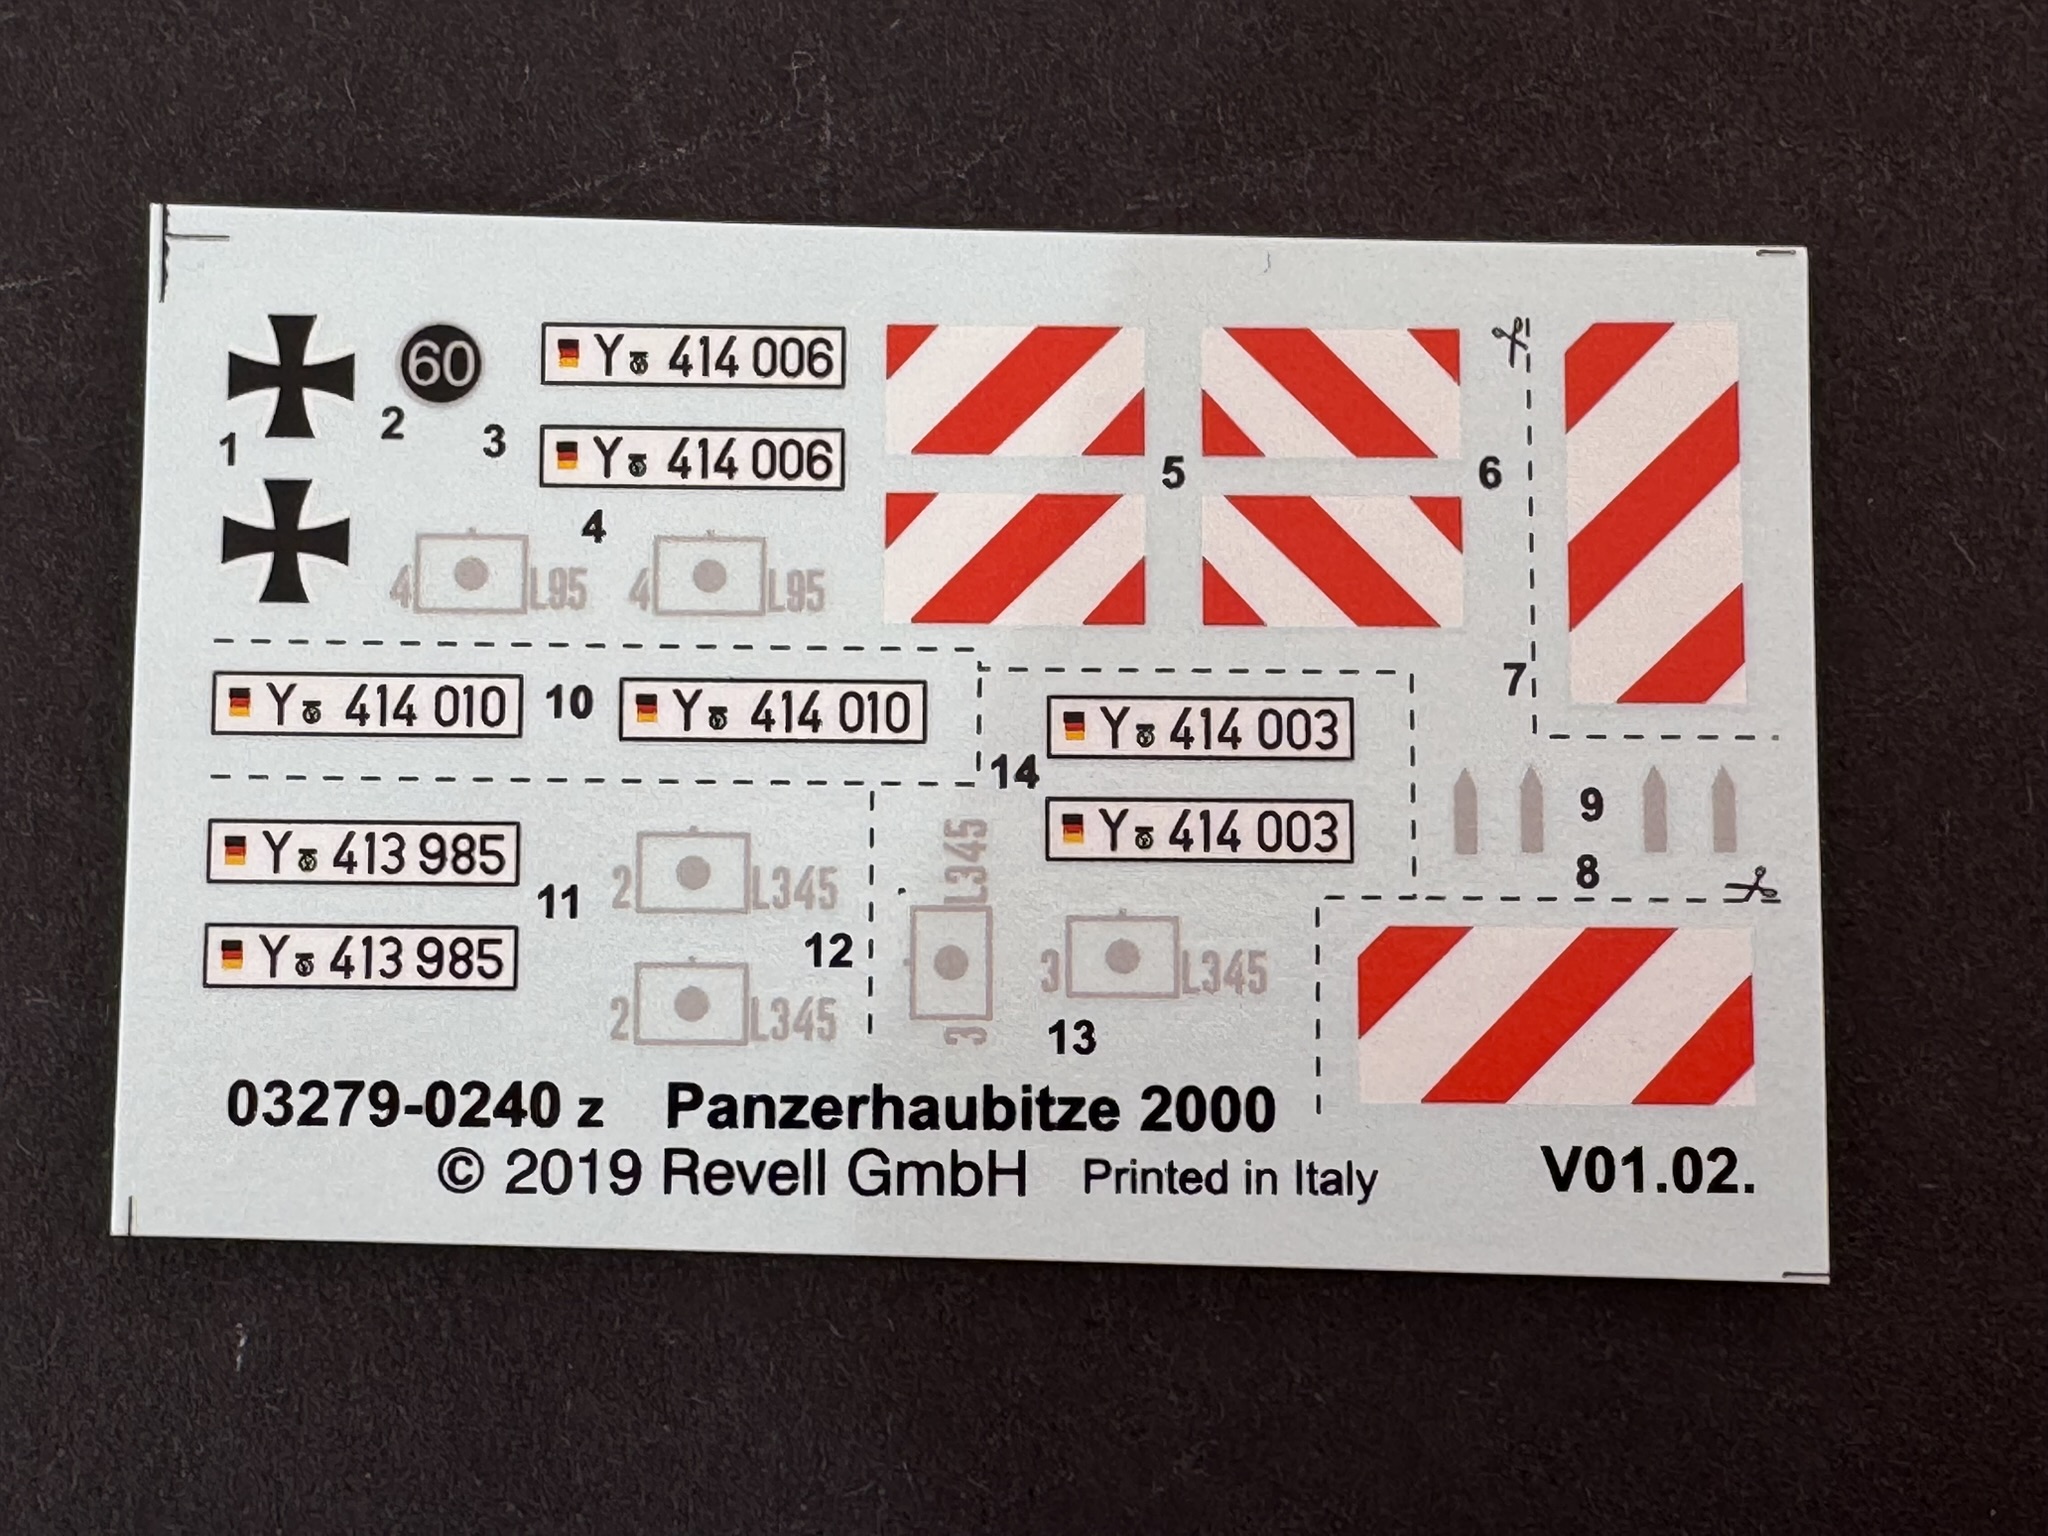 1
2
60
3
Y 414 006
Y 414 006
4
4 L95
4 L95
5
6
7
Y 414 010
10
Y 414 010
14
Y 414 003
Y 414 003
9
8
Y 413 985
Y 413 985
11
2 L345
2 L345
12
3 L345
3 L345
13
03279-0240 z Panzerhaubitze 2000
© 2019 Revell GmbH Printed in Italy
V01.02.